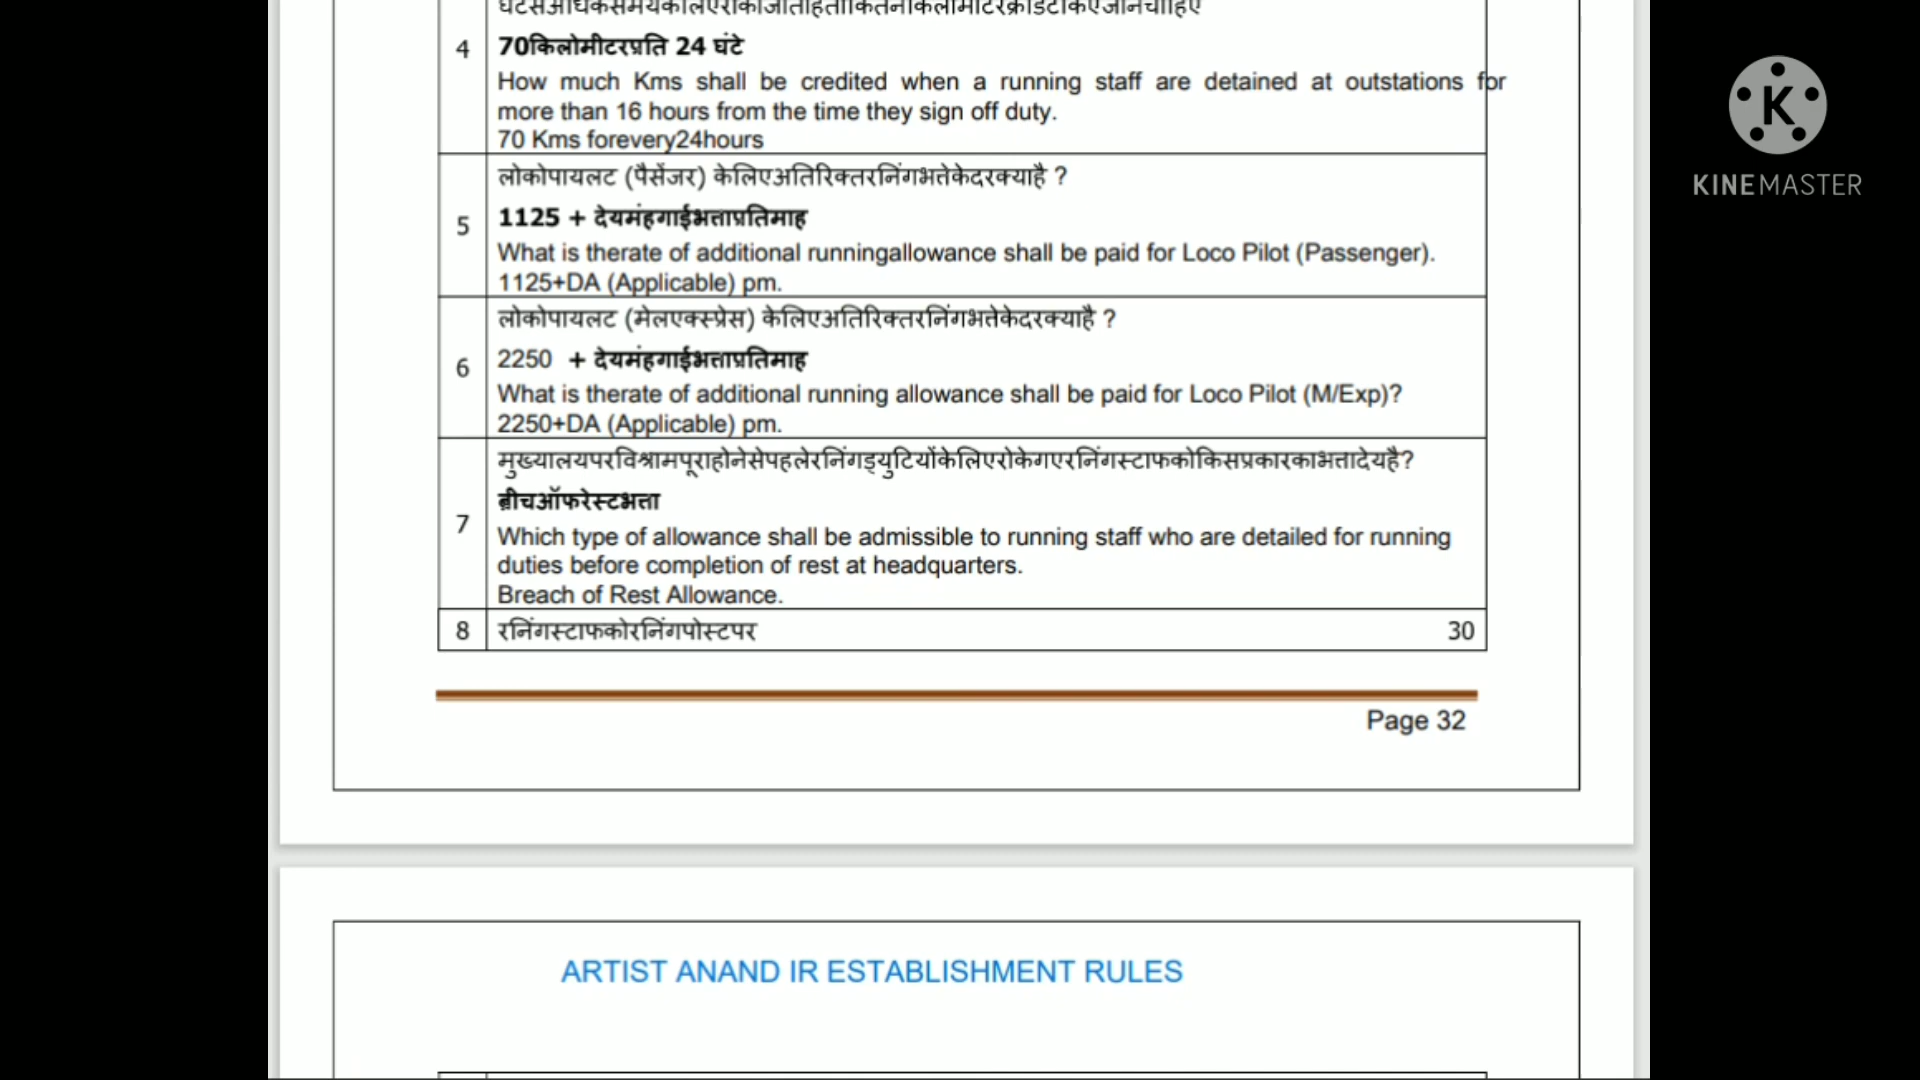 घंटेसेअधिकसमयकेलिएरोकाजाताहैतोकितनेकिलोमीटरक्रेडिटकिएजानेचाहिए
4
70किलोमीटरप्रति 24 घंटे
How much Kms shall be credited when a running staff are detained at outstations for
more than 16 hours from the time they sign off duty.
70 Kms forevery24hours
लोकोपायलट (पैसेंजर) केलिएअतिरिक्तरनिंगभत्तेकेदरक्याहै ?
5
1125 + देयमंहगाईभत्ताप्रतिमाह
What is therate of additional runningallowance shall be paid for Loco Pilot (Passenger).
1125+DA (Applicable) pm.
लोकोपायलट (मेलएक्स्प्रेस) केलिएअतिरिक्तरनिंगभत्तेकेदरक्याहै ?
6
2250 + देयमंहगाईभत्ताप्रतिमाह
What is therate of additional running allowance shall be paid for Loco Pilot (M/Exp)?
2250+DA (Applicable) pm.
मुख्यालयपरविश्रामपूराहोनेसेपहलेरनिंगड्युटियोंकेलिएरोकेगएरनिंगस्टाफकोकिसप्रकारकाभत्तादेयहै?
7
ब्रीचऑफरेस्टभत्ता
Which type of allowance shall be admissible to running staff who are detailed for running
duties before completion of rest at headquarters.
Breach of Rest Allowance.
8 रनिंगस्टाफकोरनिंगपोस्टपर 30
Page 32
ARTIST ANAND IR ESTABLISHMENT RULES
K
KINEMASTER